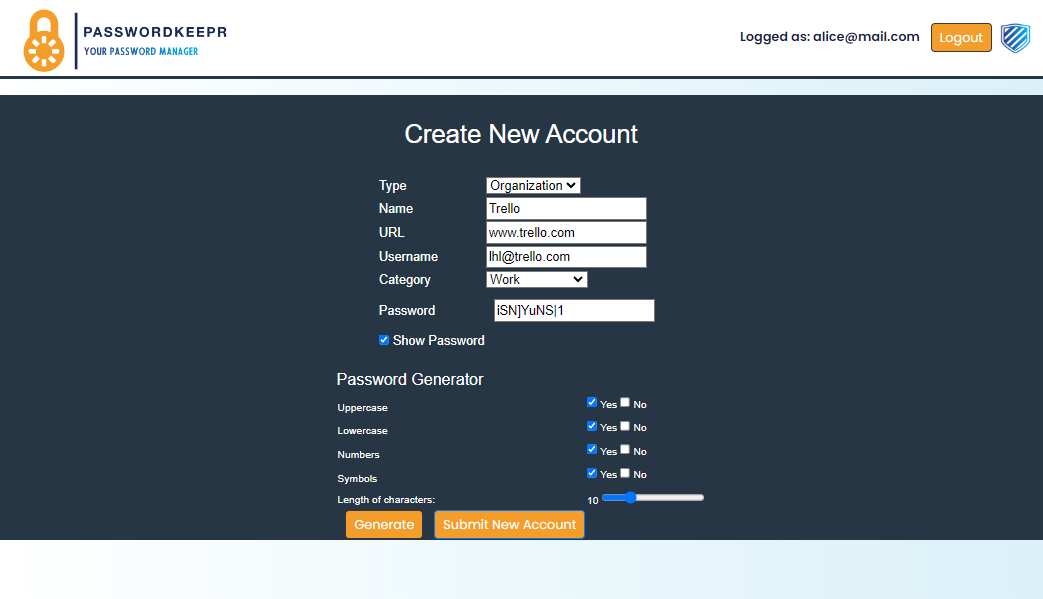 PASSWORDKEEPR
YOUR PASSWORD MANAGER
Logged as: alice@mail.com
Logout
Create New Account
Type Organization
Name Trello
URL www.trello.com
Username lhl@trello.com
Category Work
Password iSN]YuNS|1
Show Password
Password Generator
Uppercase Yes No
Lowercase Yes No
Numbers Yes No
Symbols Yes No
Length of characters: 10
Generate Submit New Account